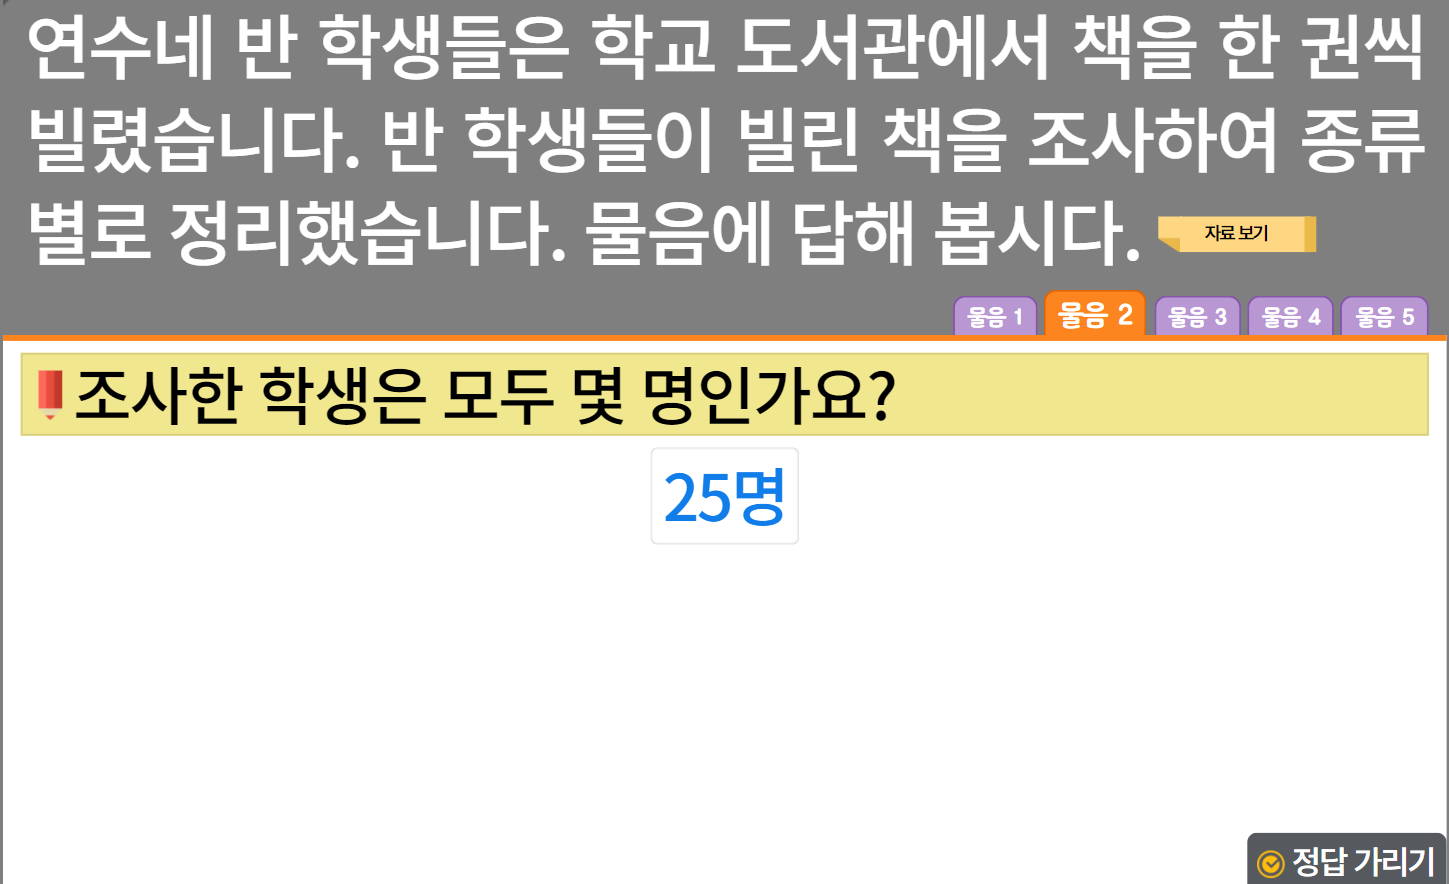 연수네 반 학생들은 학교 도서관에서 책을 한 권씩
빌렸습니다. 반 학생들이 빌린 책을 조사하여 종류
별로 정리했습니다. 물음에 답해 봅시다. 자료 보기
물음 1 물음 2 물음 3 물음 4 물음 5
조사한 학생은 모두 몇 명인가요?
25명
정답 가리기